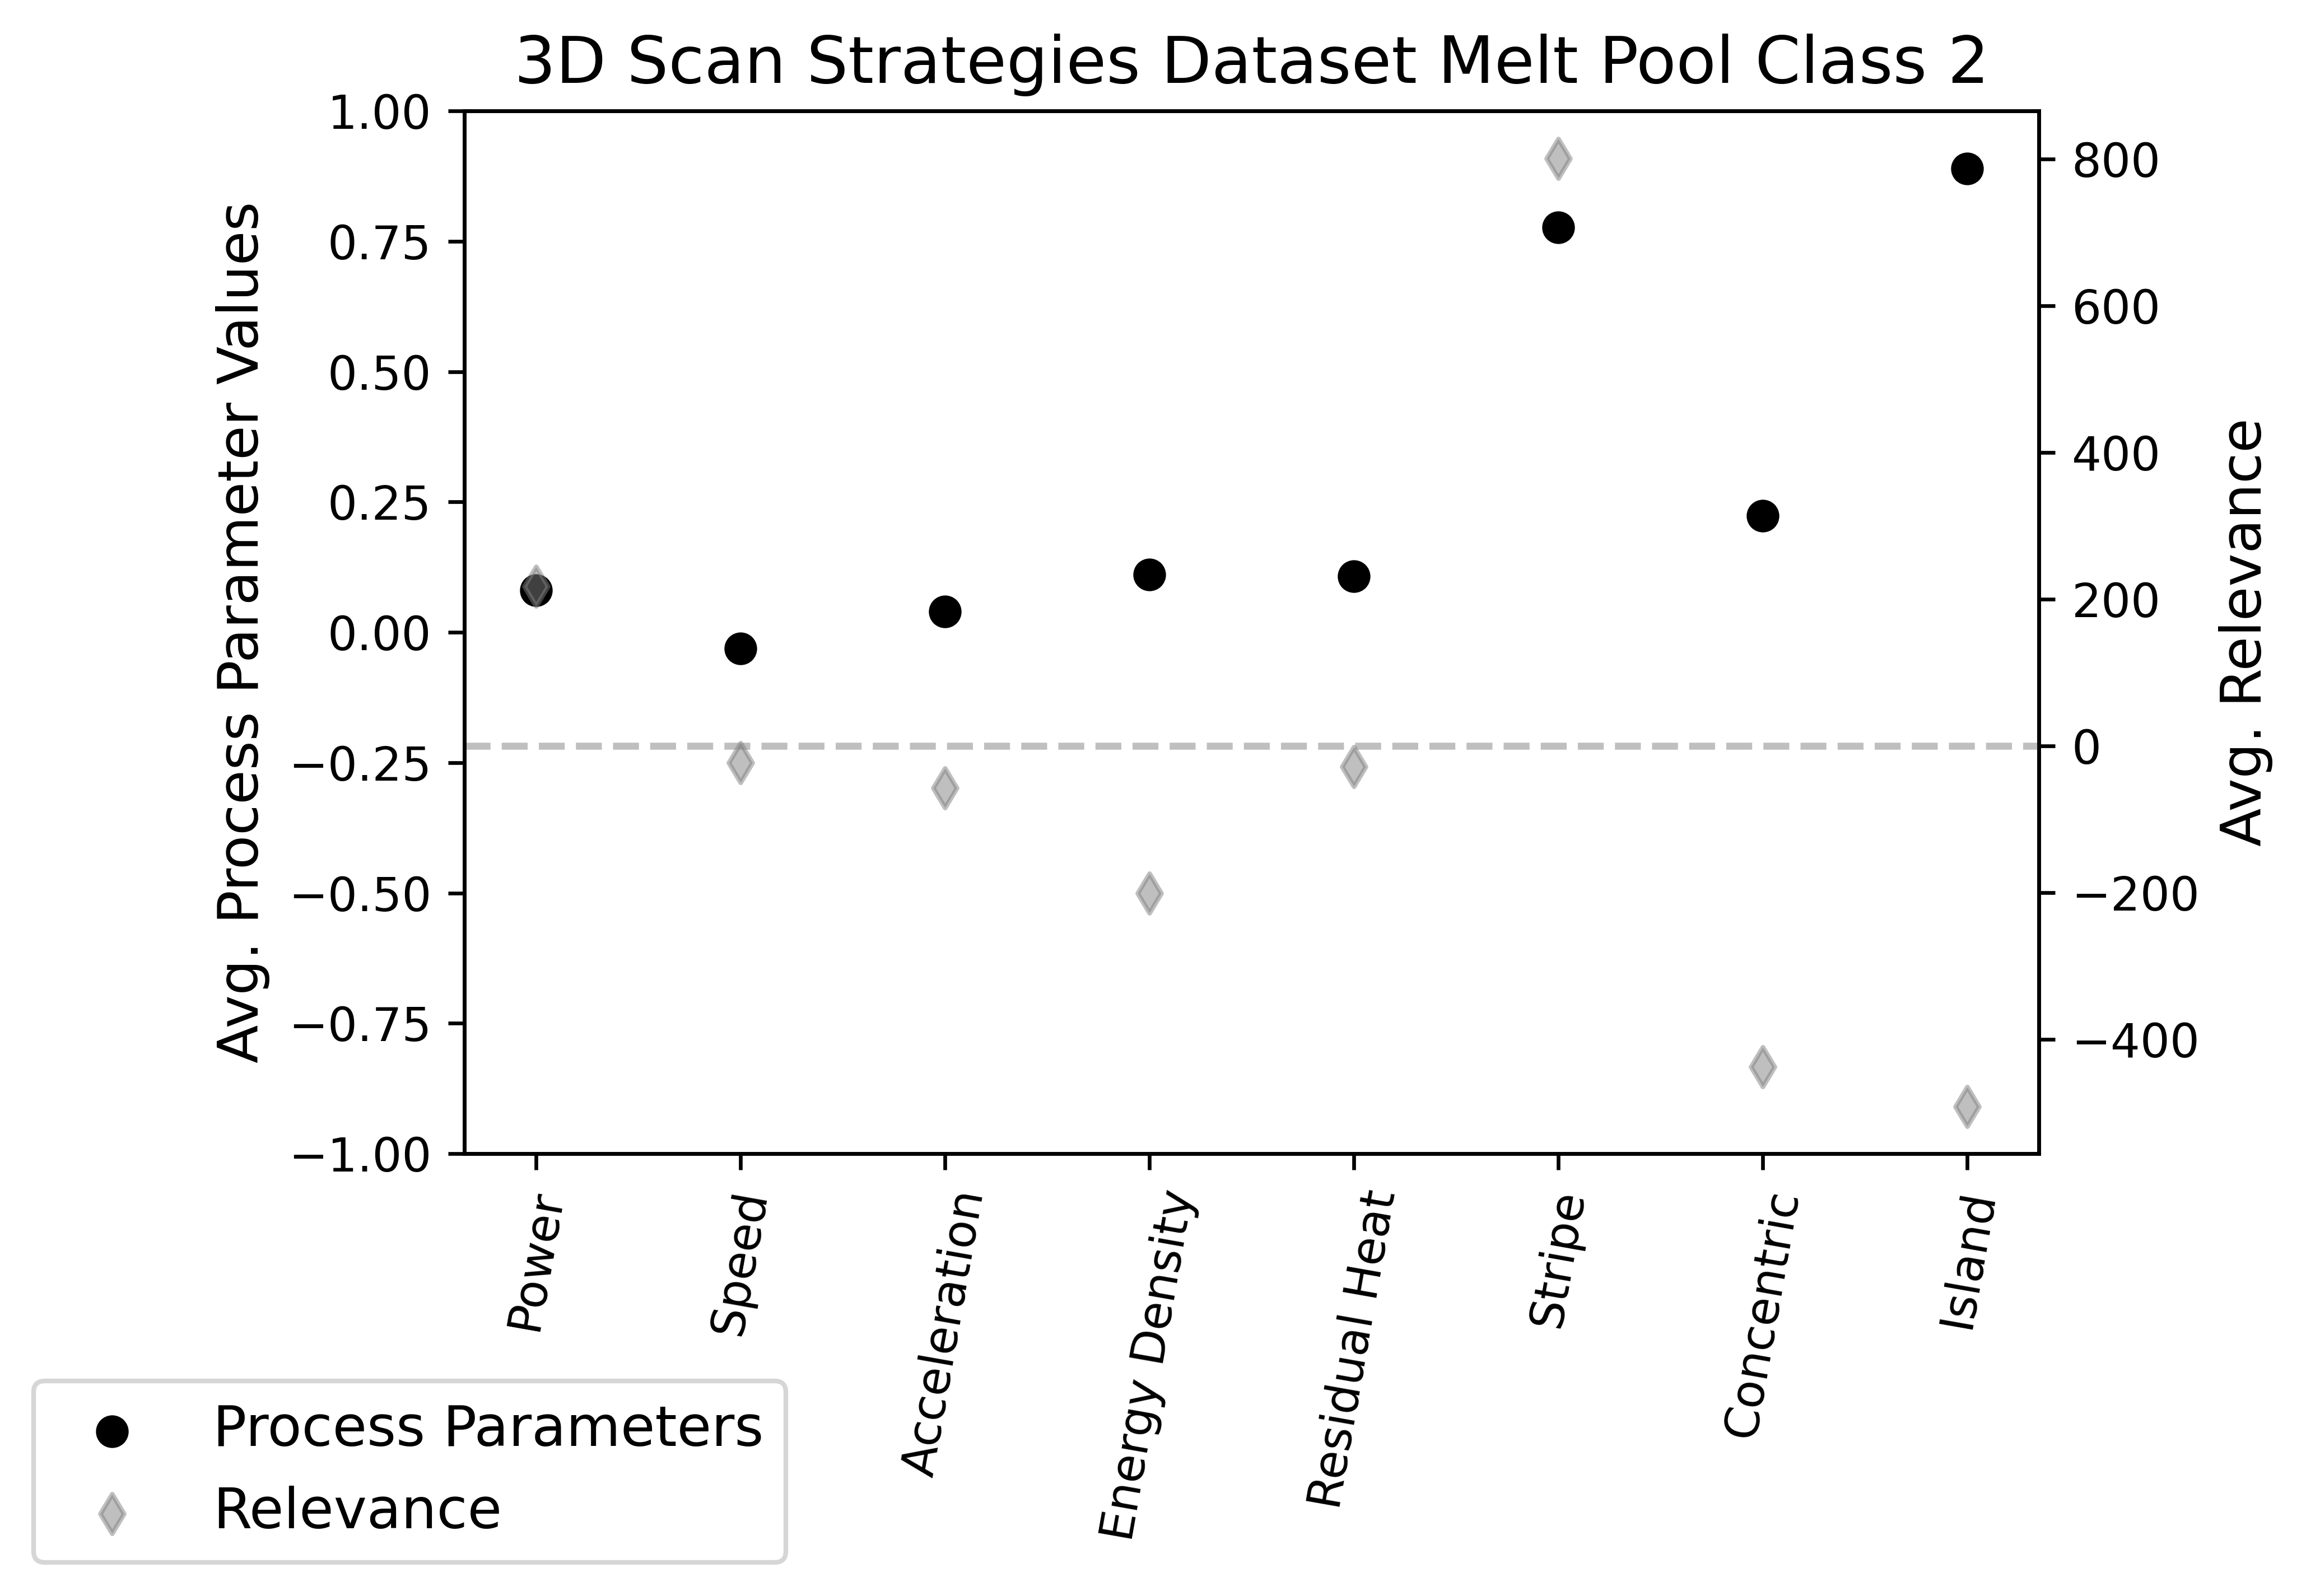 3D Scan Strategies Dataset Melt Pool Class 2
Avg. Process Parameter Values
1.00
0.75
0.50
0.25
0.00
−0.25
−0.50
−0.75
−1.00
800
600
400
200
0
−200
−400
Avg. Relevance
Power
Speed
Acceleration
Energy Density
Residual Heat
Stripe
Concentric
Island
Process Parameters
Relevance